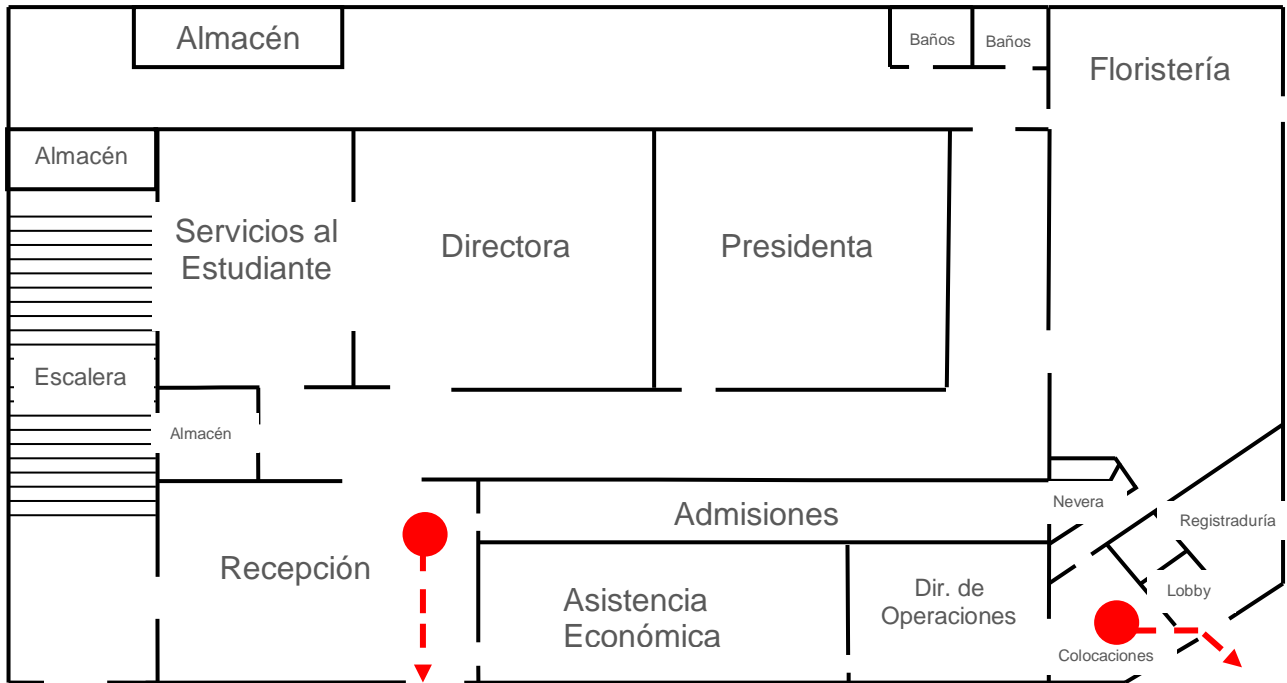 Almacén
Baños
Baños
Floristería
Almacén
Servicios al
Estudiante
Directora
Presidenta
Escalera
Almacén
Nevera
Admisiones
Registraduría
Recepción
Asistencia
Económica
Dir. de
Operaciones
Lobby
Colocaciones